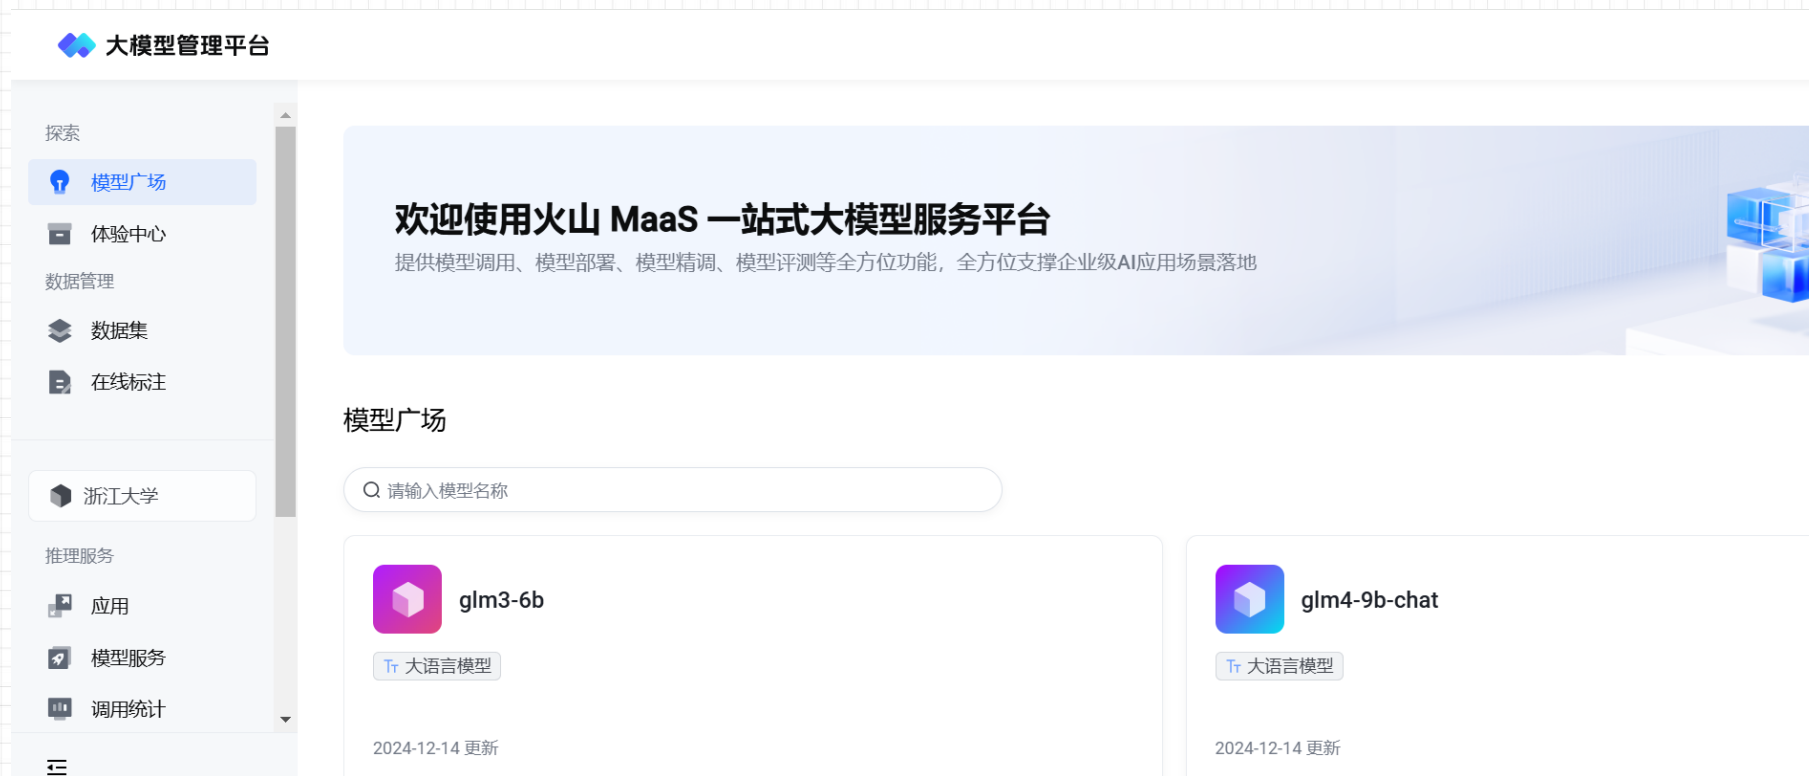 大模型管理平台
探索
模型广场
体验中心
数据管理
数据集
在线标注
浙江大学
推理服务
应用
模型服务
调用统计
欢迎使用火山 MaaS 一站式大模型服务平台
提供模型调用、模型部署、模型精调、模型评测等全方位功能，全方位支撑企业级AI应用场景落地
模型广场
请输入模型名称
glm3-6b
Tт 大语言模型
2024-12-14 更新
glm4-9b-chat
Tт 大语言模型
2024-12-14 更新